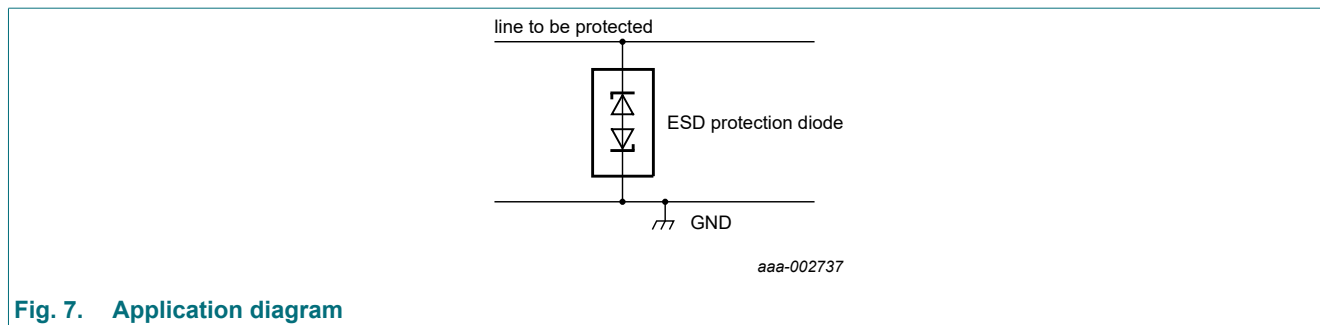 line to be protected
ESD protection diode
GND
aaa-002737
Fig. 7. Application diagram